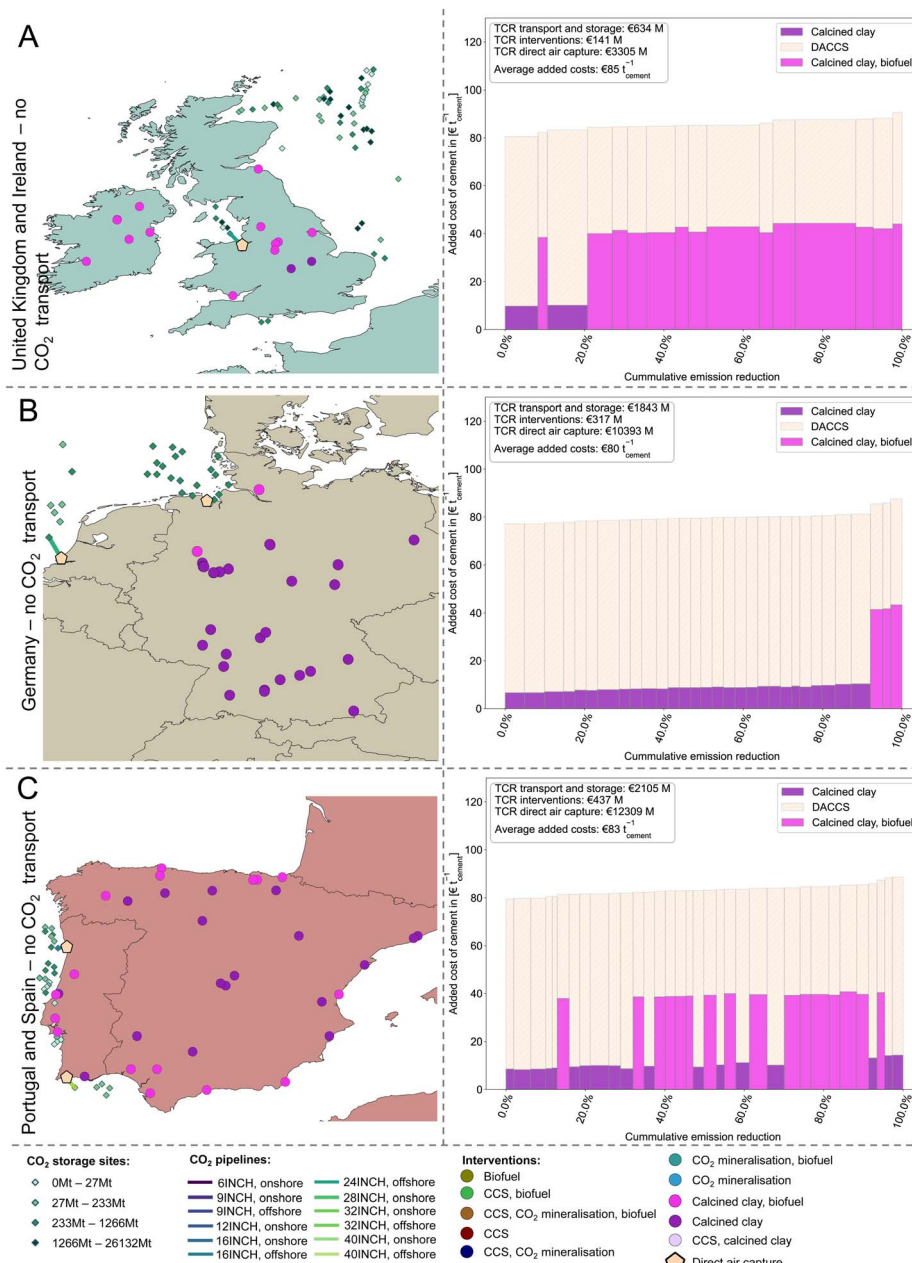 A
United Kingdom and Ireland – no
CO2 transport
TCR transport and storage: €634 M
TCR interventions: €141 M
TCR direct air capture: €3305 M
Average added costs: €85 t−1cement
Calcined clay
DACCS
Calcined clay, biofuel
Added cost of cement in [€ t−1cement]
120
100
80
60
40
20
0
0.0%
20.0%
40.0%
60.0%
80.0%
100.0%
Cummulative emission reduction
B
Germany – no CO2 transport
TCR transport and storage: €1843 M
TCR interventions: €317 M
TCR direct air capture: €10393 M
Average added costs: €80 t−1cement
Calcined clay
DACCS
Calcined clay, biofuel
Added cost of cement in [€ t−1cement]
120
100
80
60
40
20
0
0.0%
20.0%
40.0%
60.0%
80.0%
100.0%
Cummulative emission reduction
C
Portugal and Spain – no CO2 transport
TCR transport and storage: €2105 M
TCR interventions: €437 M
TCR direct air capture: €12309 M
Average added costs: €83 t−1cement
Calcined clay
DACCS
Calcined clay, biofuel
Added cost of cement in [€ t−1cement]
120
100
80
60
40
20
0
0.0%
20.0%
40.0%
60.0%
80.0%
100.0%
Cummulative emission reduction
CO2 storage sites:
0Mt – 27Mt
27Mt – 233Mt
233Mt – 1266Mt
1266Mt – 26132Mt
CO2 pipelines:
6INCH, onshore
9INCH, onshore
9INCH, offshore
12INCH, onshore
16INCH, onshore
16INCH, offshore
24INCH, offshore
28INCH, onshore
32INCH, onshore
32INCH, offshore
40INCH, onshore
40INCH, offshore
Interventions:
Biofuel
CCS, biofuel
CCS, CO2 mineralisation, biofuel
CCS
CCS, CO2 mineralisation
CO2 mineralisation, biofuel
CO2 mineralisation
Calcined clay, biofuel
Calcined clay
CCS, calcined clay
Direct air capture